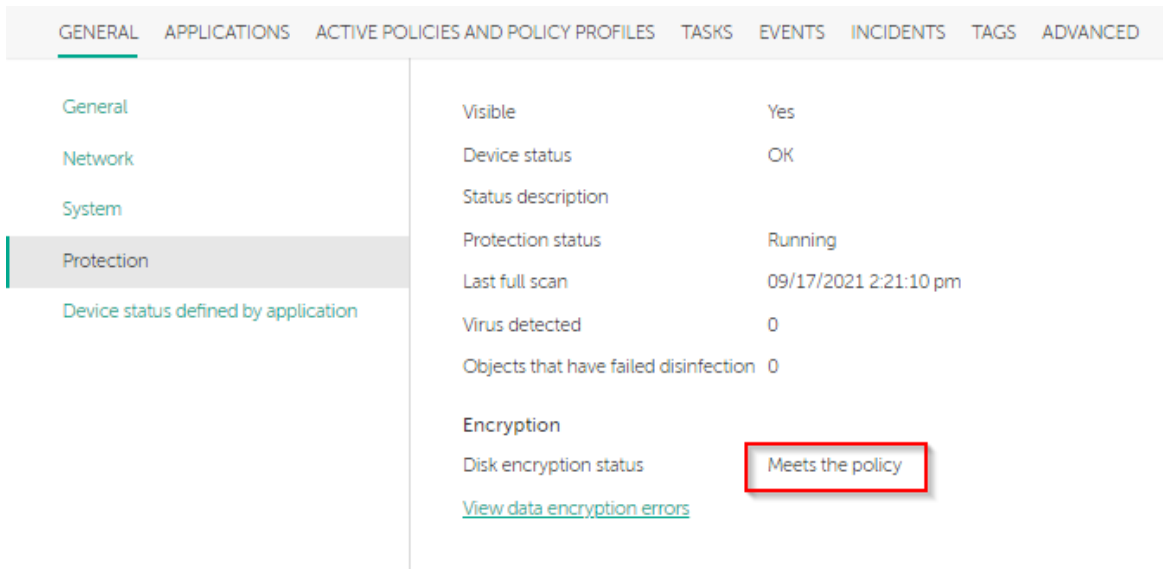 GENERAL APPLICATIONS ACTIVE POLICIES AND POLICY PROFILES TASKS EVENTS INCIDENTS TAGS ADVANCED
General
Network
System
Protection
Device status defined by application
Visible Yes
Device status OK
Status description
Protection status Running
Last full scan 09/17/2021 2:21:10 pm
Virus detected 0
Objects that have failed disinfection 0
Encryption
Disk encryption status Meets the policy
View data encryption errors